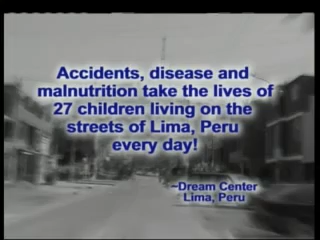 Accidents, disease and
malnutrition take the lives of
27 children living on the
streets of Lima, Peru
every day!
~Dream Center
Lima, Peru